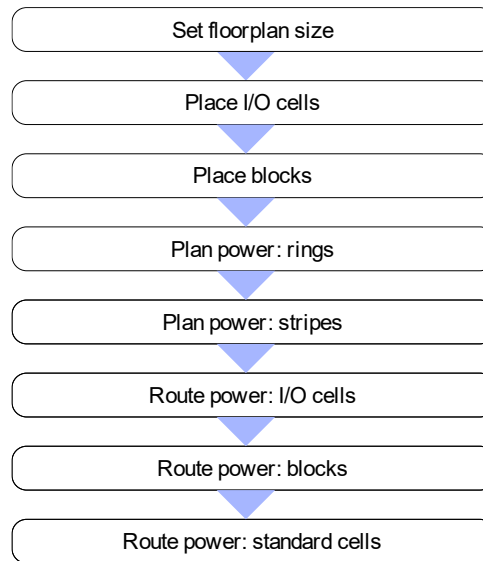 Set floorplan size
Place I/O cells
Place blocks
Plan power: rings
Plan power: stripes
Route power: I/O cells
Route power: blocks
Route power: standard cells